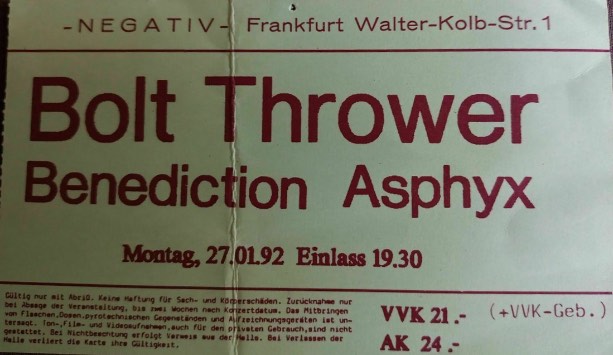 -NEGATIV- Frankfurt Walter-Kolb-Str. 1
Bolt Thrower
Benediction Asphyx
Montag, 27.01.92 Einlass 19.30
Gültig nur mit Abriß. Keine Haftung für Sach- und Körperschäden. Zurücknahme nur
bei Absage der Veranstaltung, bis zwei Wochen nach Konzertdatum. Das Mitbringen
von Flaschen,Dosen,pyrotechnischen Gegenständen und Aufzeichnungsgeräten ist un-
tersagt. Ton-,film- und Videoaufnahmen,auch für den privaten Gebrauch,sind nicht
gestattet. Bei Nichtbeachtung erfolgt Verweis aus der Halle. Bei Verlassen der
Halle verliert die Karte ihre Gültigkeit.
VVK 21.- (+VVK-Geb.)
AK 24.-